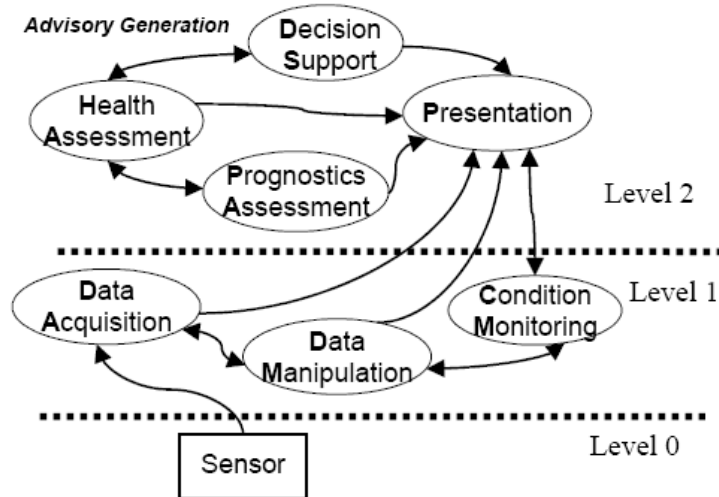 Advisory Generation
Decision
Support
Health
Assessment
Presentation
Prognostics
Assessment
Level 2
Data
Acquisition
Level 1
Condition
Monitoring
Data
Manipulation
Level 0
Sensor